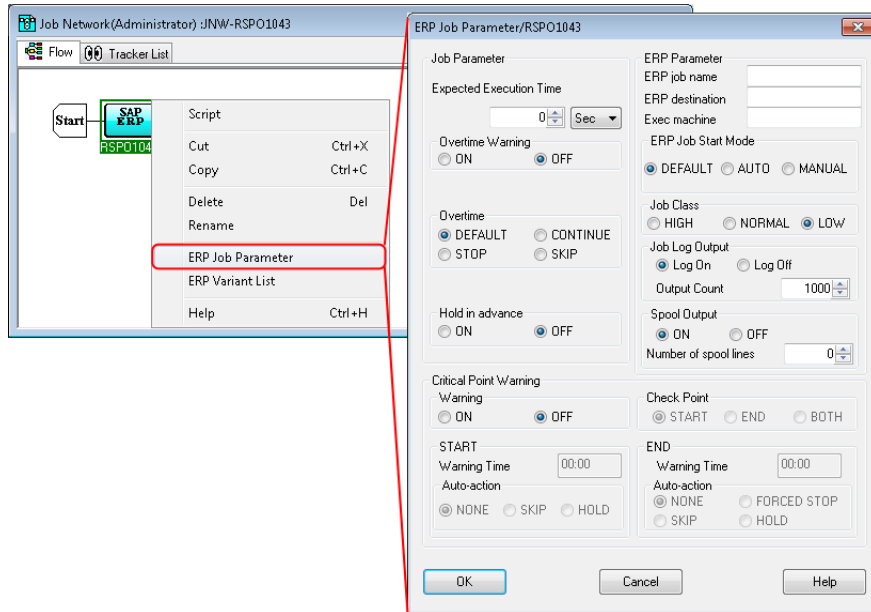 Job Network(Administrator) :JNW-RSPO1043
Flow Tracker List
Start
SAP
ERP
RSPO104
Script
Cut Ctrl+X
Copy Ctrl+C
Delete Del
Rename
ERP Job Parameter
ERP Variant List
Help Ctrl+H
ERP Job Parameter/RSPO1043
Job Parameter
Expected Execution Time
0 Sec
Overtime Warning
ON OFF
Overtime
DEFAULT CONTINUE
STOP SKIP
Hold in advance
ON OFF
ERP Parameter
ERP job name
ERP destination
Exec machine
ERP Job Start Mode
DEFAULT AUTO MANUAL
Job Class
HIGH NORMAL LOW
Job Log Output
Log On Log Off
Output Count 1000
Spool Output
ON OFF
Number of spool lines 0
Critical Point Warning
Warning
ON OFF
Check Point
START END BOTH
START
Warning Time 00:00
Auto-action
NONE SKIP HOLD
END
Warning Time 00:00
Auto-action
NONE FORCED STOP
SKIP HOLD
OK Cancel Help